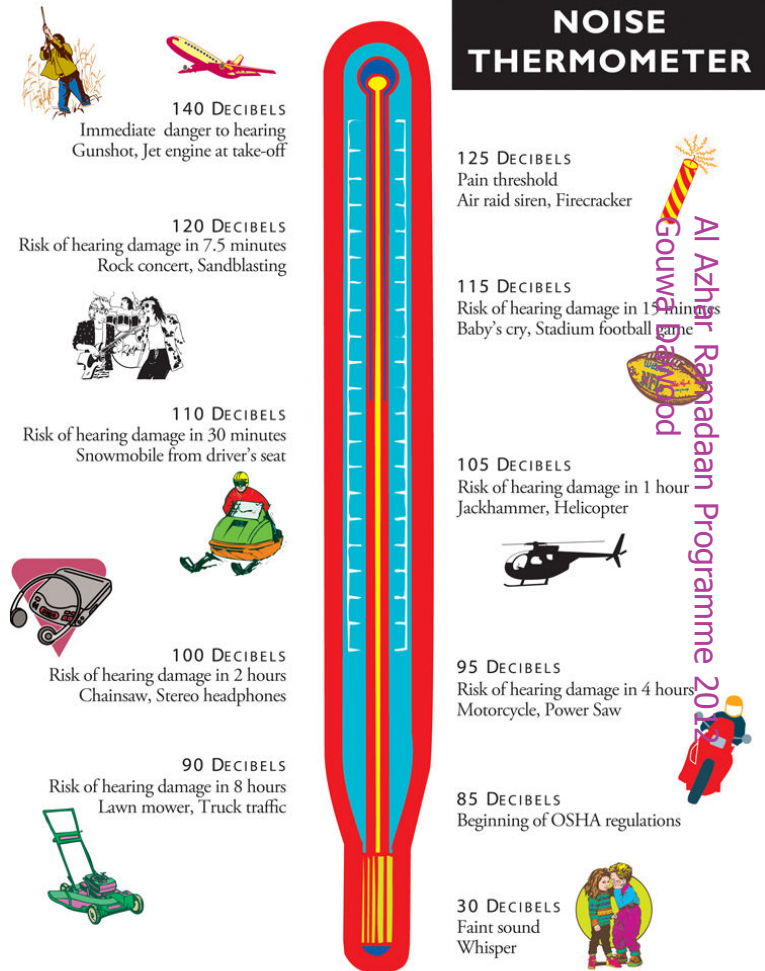 NOISE
THERMOMETER
140 DECIBELS
Immediate danger to hearing
Gunshot, Jet engine at take-off
125 DECIBELS
Pain threshold
Air raid siren, Firecracker
120 DECIBELS
Risk of hearing damage in 7.5 minutes
Rock concert, Sandblasting
115 DECIBELS
Risk of hearing damage in 15 minutes
Baby's cry, Stadium football game
110 DECIBELS
Risk of hearing damage in 30 minutes
Snowmobile from driver's seat
105 DECIBELS
Risk of hearing damage in 1 hour
Jackhammer, Helicopter
100 DECIBELS
Risk of hearing damage in 2 hours
Chainsaw, Stereo headphones
95 DECIBELS
Risk of hearing damage in 4 hours
Motorcycle, Power Saw
90 DECIBELS
Risk of hearing damage in 8 hours
Lawn mower, Truck traffic
85 DECIBELS
Beginning of OSHA regulations
30 DECIBELS
Faint sound
Whisper
Al Azhar Ramadaan Programme 2012
Gouwa Dawood
NFL